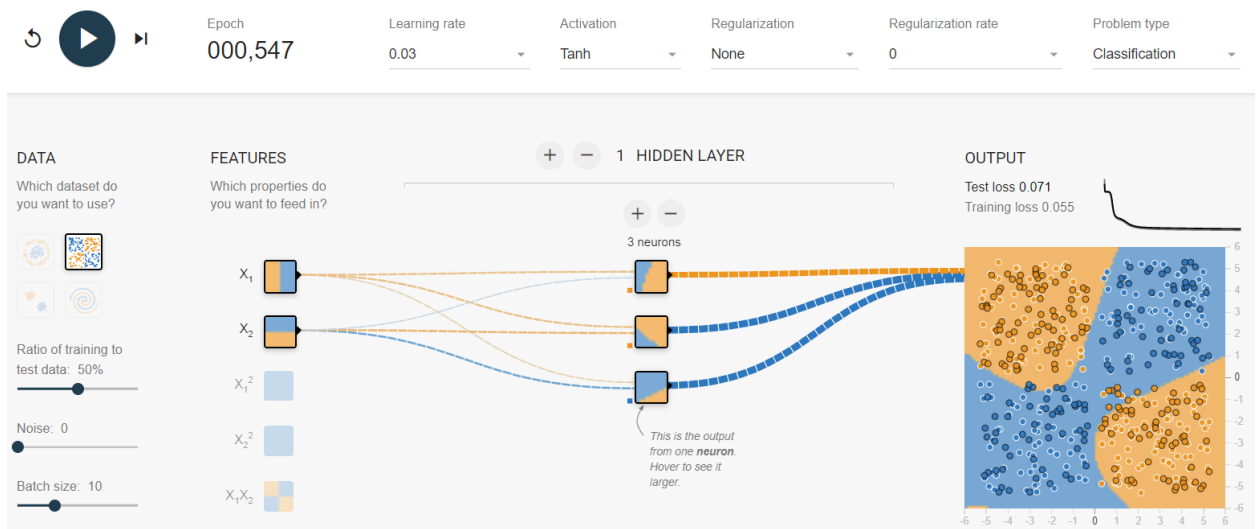 Epoch
000,547
Learning rate
0.03
Activation
Tanh
Regularization
None
Regularization rate
0
Problem type
Classification
DATA
Which dataset do
you want to use?
Ratio of training to
test data: 50%
Noise: 0
Batch size: 10
FEATURES
Which properties do
you want to feed in?
X₁
X₂
X₁²
X₂²
X₁X₂
+ − 1 HIDDEN LAYER
+ −
3 neurons
This is the output
from one neuron.
Hover to see it
larger.
OUTPUT
Test loss 0.071
Training loss 0.055
6
5
4
3
2
1
0
-1
-2
-3
-4
-5
-6
-6 -5 -4 -3 -2 -1 0 1 2 3 4 5 6